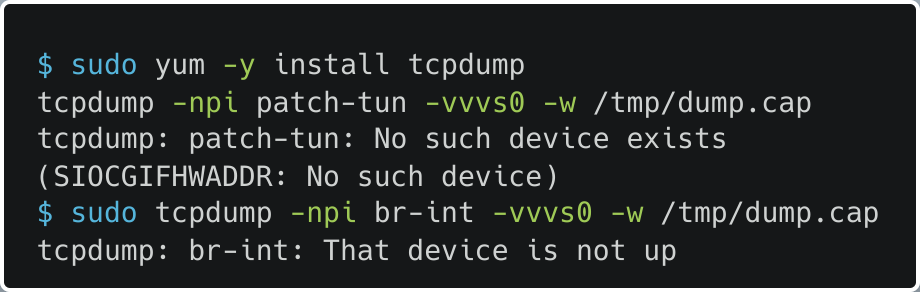 $ sudo yum -y install tcpdump
tcpdump -npi patch-tun -vvvs0 -w /tmp/dump.cap
tcpdump: patch-tun: No such device exists
(SIOCGIFHWADDR: No such device)
$ sudo tcpdump -npi br-int -vvvs0 -w /tmp/dump.cap
tcpdump: br-int: That device is not up